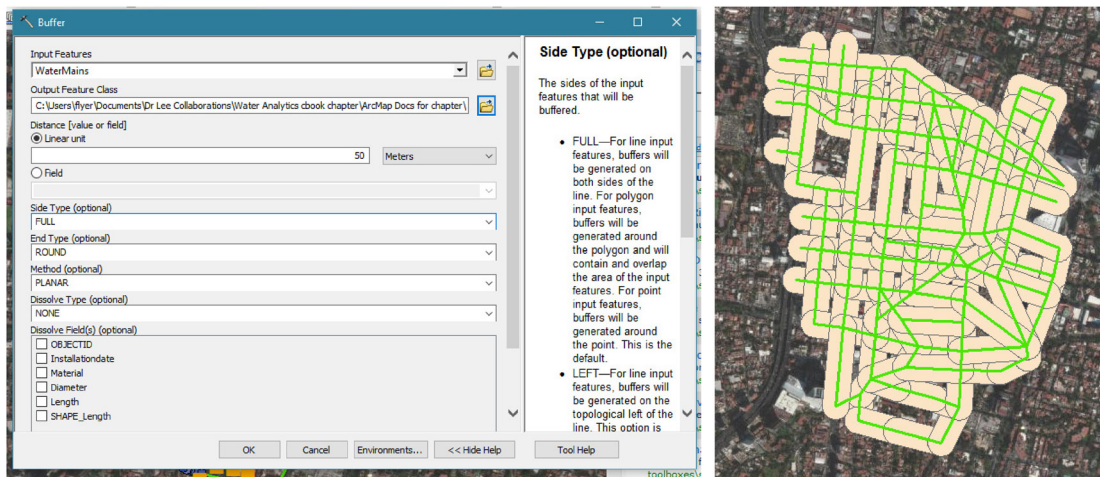 Buffer
Input Features
WaterMains
Output Feature Class
C:\Users\flyer\Documents\Dr Lee Collaborations\Water Analytics cbook chapter\ArcMap Docs for chapter\
Distance [value or field]
Linear unit
50 Meters
Field
Side Type (optional)
FULL
End Type (optional)
ROUND
Method (optional)
PLANAR
Dissolve Type (optional)
NONE
Dissolve Field(s) (optional)
OBJECTID
Installationdate
Material
Diameter
Length
SHAPE_Length
OK Cancel Environments... << Hide Help Tool Help
Side Type (optional)
The sides of the input
features that will be
buffered.
• FULL—For line input
features, buffers will
be generated on
both sides of the
line. For polygon
input features,
buffers will be
generated around
the polygon and will
contain and overlap
the area of the input
features. For point
input features,
buffers will be
generated around
the point. This is the
default.
• LEFT—For line input
features, buffers will
be generated on the
topological left of the
line. This option is
toolboxes\